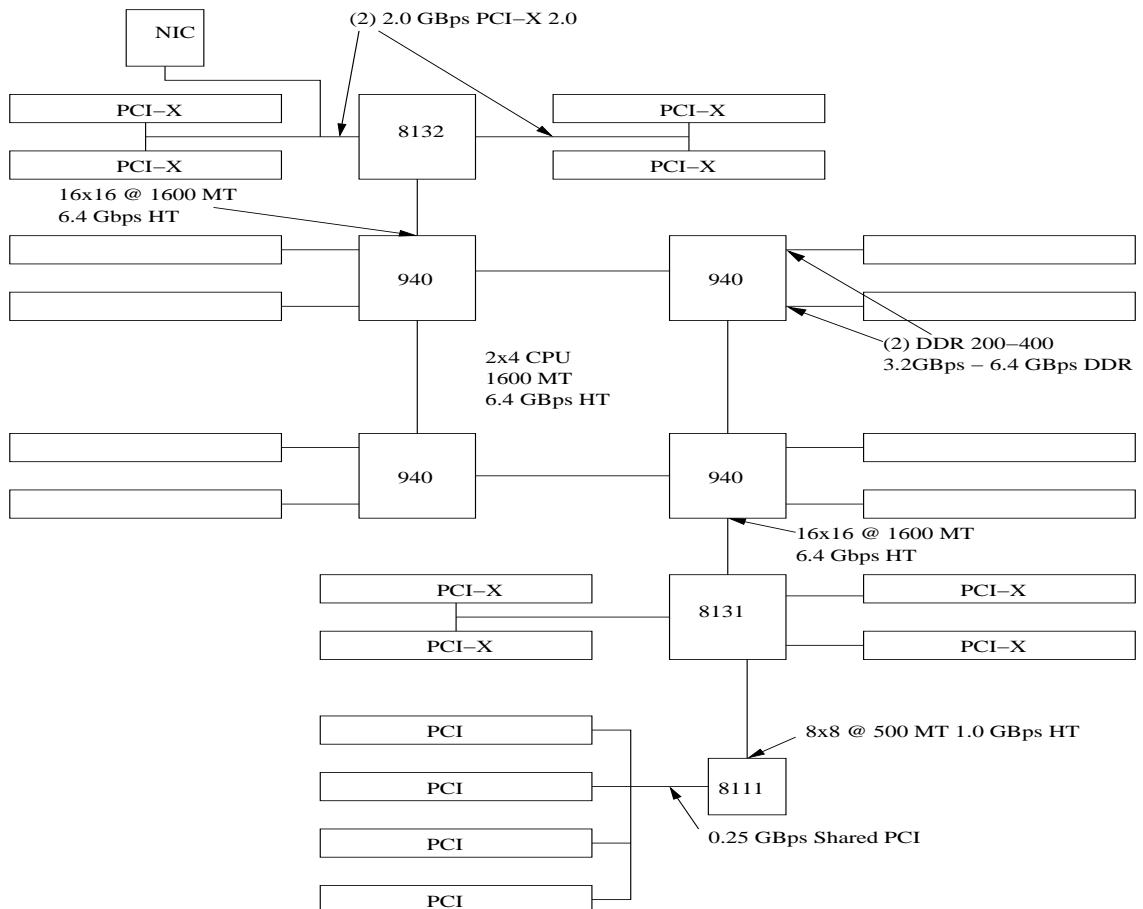 NIC
(2) 2.0 GBps PCI–X 2.0
PCI–X
PCI–X
8132
PCI–X
PCI–X
16x16 @ 1600 MT
6.4 Gbps HT
940
940
(2) DDR 200–400
3.2GBps – 6.4 GBps DDR
2x4 CPU
1600 MT
6.4 GBps HT
940
940
16x16 @ 1600 MT
6.4 Gbps HT
PCI–X
PCI–X
8131
PCI–X
PCI–X
8x8 @ 500 MT 1.0 GBps HT
PCI
PCI
PCI
PCI
8111
0.25 GBps Shared PCI